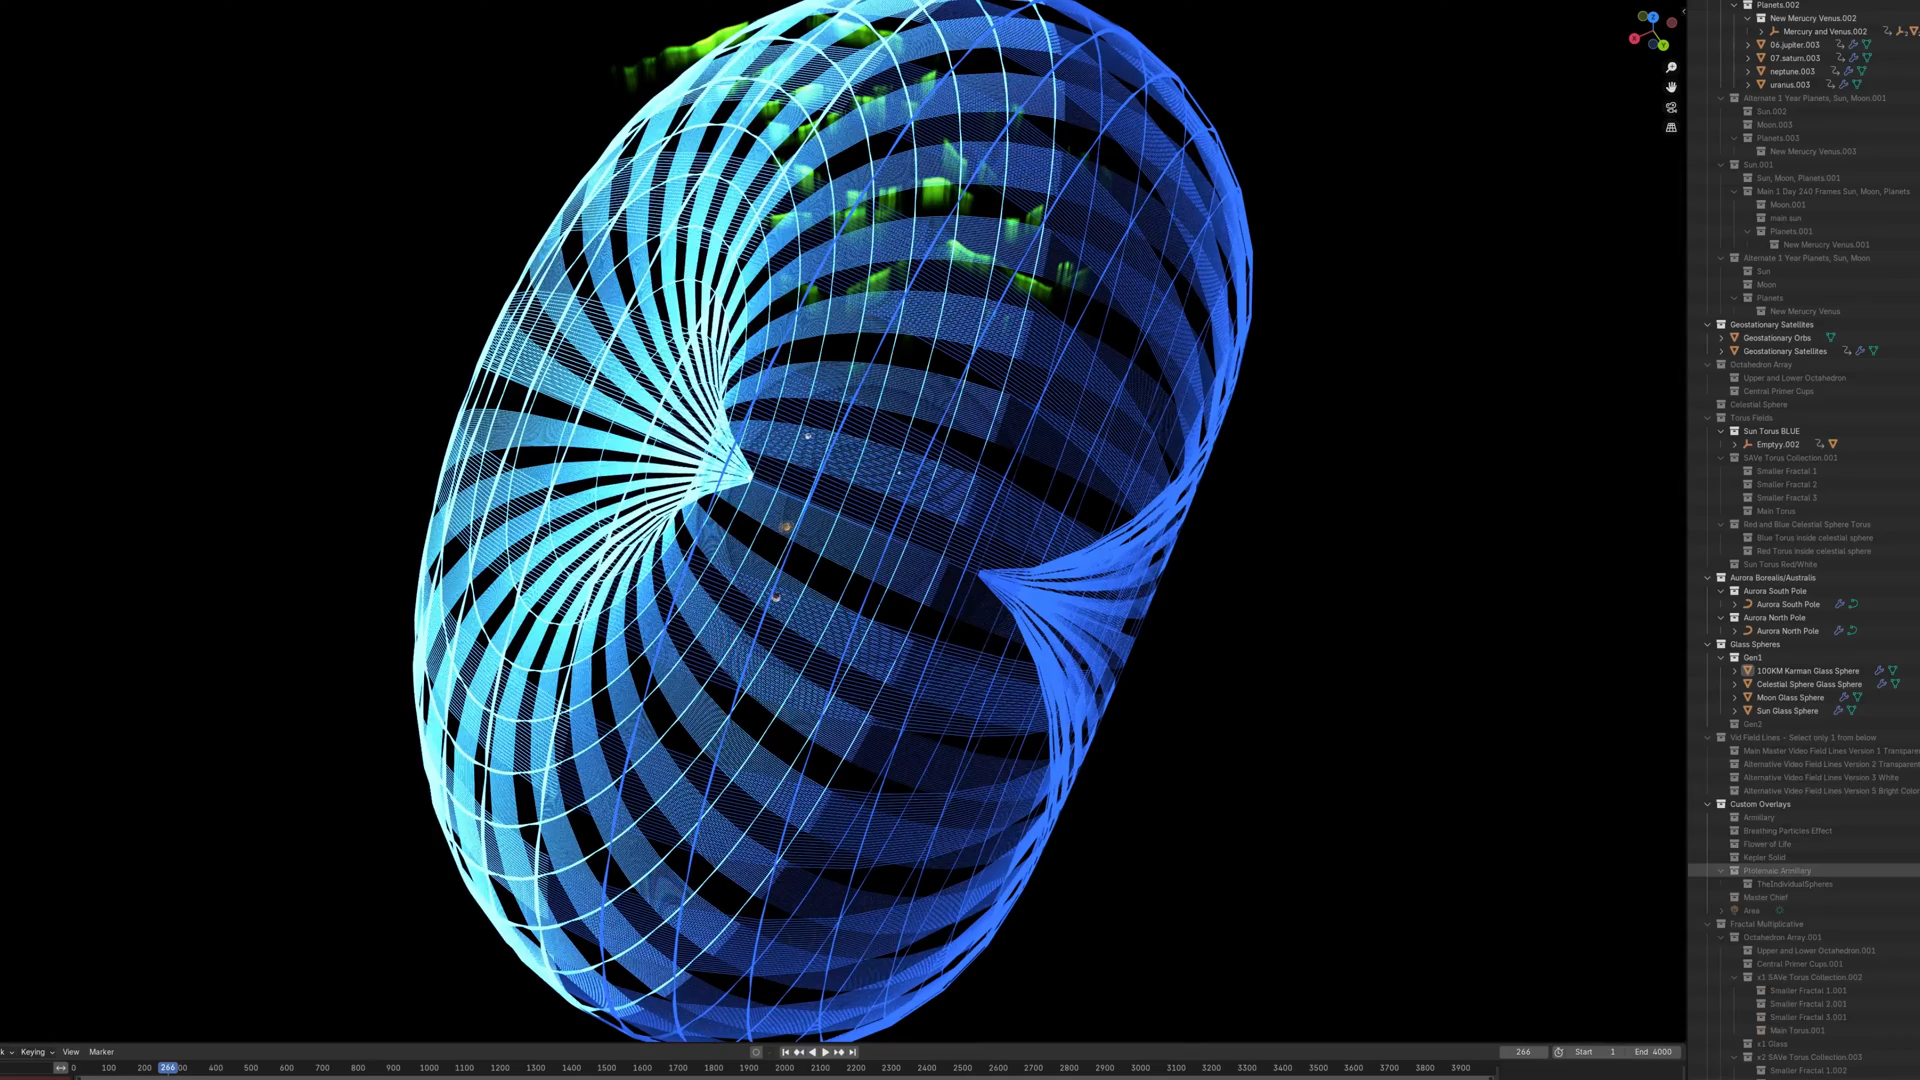 Planets.002
New Merucry Venus.002
Mercury and Venus.002
06.jupiter.003
07.saturn.003
neptune.003
uranus.003
Alternate 1 Year Planets, Sun, Moon.001
Sun.002
Moon.003
Planets.003
New Merucry Venus.003
Sun.001
Sun, Moon, Planets.001
Main 1 Day 240 Frames Sun, Moon, Planets
Moon.001
main sun
Planets.001
New Merucry Venus.001
Alternate 1 Year Planets, Sun, Moon
Sun
Moon
Planets
New Merucry Venus
Geostationary Satellites
Geostationary Orbs
Geostationary Satellites
Octahedron Array
Upper and Lower Octahedron
Central Primer Cups
Celestial Sphere
Torus Fields
Sun Torus BLUE
Emptyy.002
SAVe Torus Collection.001
Smaller Fractal 1
Smaller Fractal 2
Smaller Fractal 3
Main Torus
Red and Blue Celestial Sphere Torus
Blue Torus inside celestial sphere
Red Torus inside celestial sphere
Sun Torus Red/White
Aurora Borealis/Australis
Aurora South Pole
Aurora South Pole
Aurora North Pole
Aurora North Pole
Glass Spheres
Gen1
100KM Karman Glass Sphere
Celestial Sphere Glass Sphere
Moon Glass Sphere
Sun Glass Sphere
Gen2
Vid Field Lines - Select only 1 from below
Main Master Video Field Lines Version 1 Transpare
Alternative Video Field Lines Version 2 Transparent
Alternative Video Field Lines Version 3 White
Alternative Video Field Lines Version 5 Bright Color
Custom Overlays
Armillary
Breathing Particles Effect
Flower of Life
Kepler Solid
Ptolemaic Armillary
TheIndividualSpheres
Master Chief
Area
Fractal Multiplicative
Octahedron Array.001
Upper and Lower Octahedron.001
Central Primer Cups.001
x1 SAVe Torus Collection.002
Smaller Fractal 1.001
Smaller Fractal 2.001
Smaller Fractal 3.001
Main Torus.001
x1 Glass
x2 SAVe Torus Collection.003
Smaller Fractal 1.002
Z
X
Y
k Keying View Marker 266 Start 1 End 4000
0 100 200 266 300 400 500 600 700 800 900 1000 1100 1200 1300 1400 1500 1600 1700 1800 1900 2000 2100 2200 2300 2400 2500 2600 2700 2800 2900 3000 3100 3200 3300 3400 3500 3600 3700 3800 3900